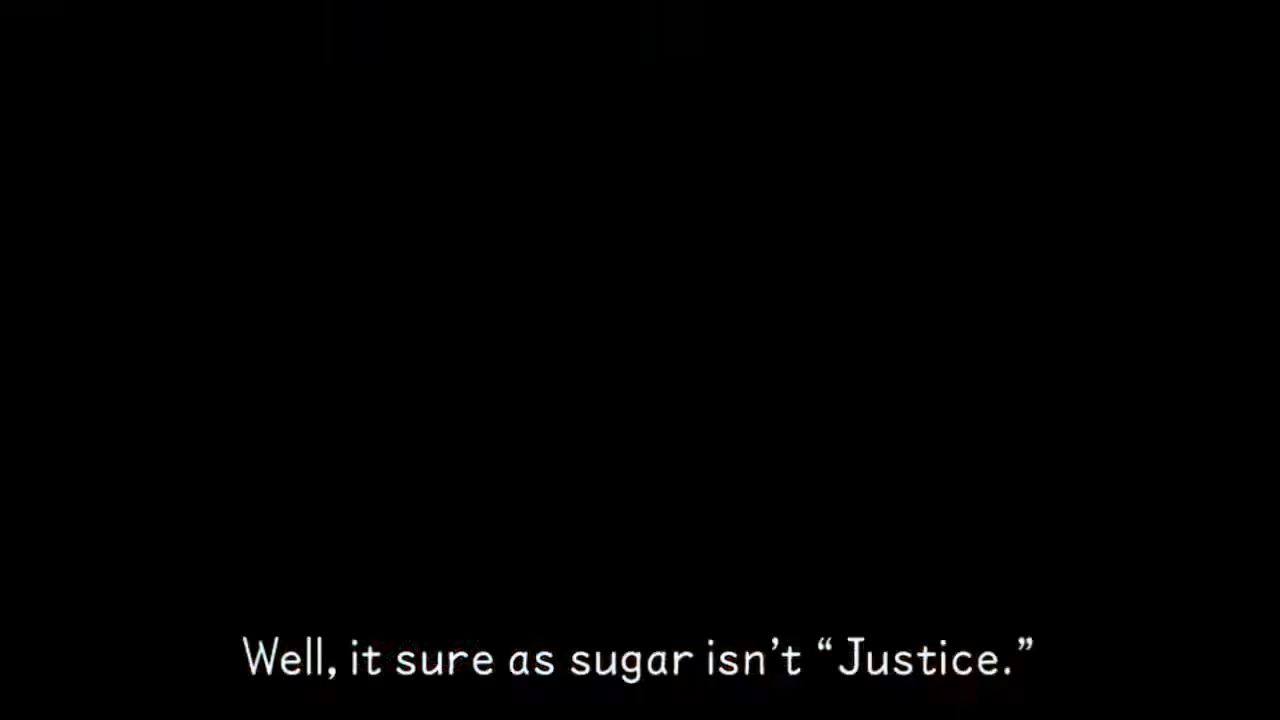 Well, it sure as sugar isn’t “Justice.”